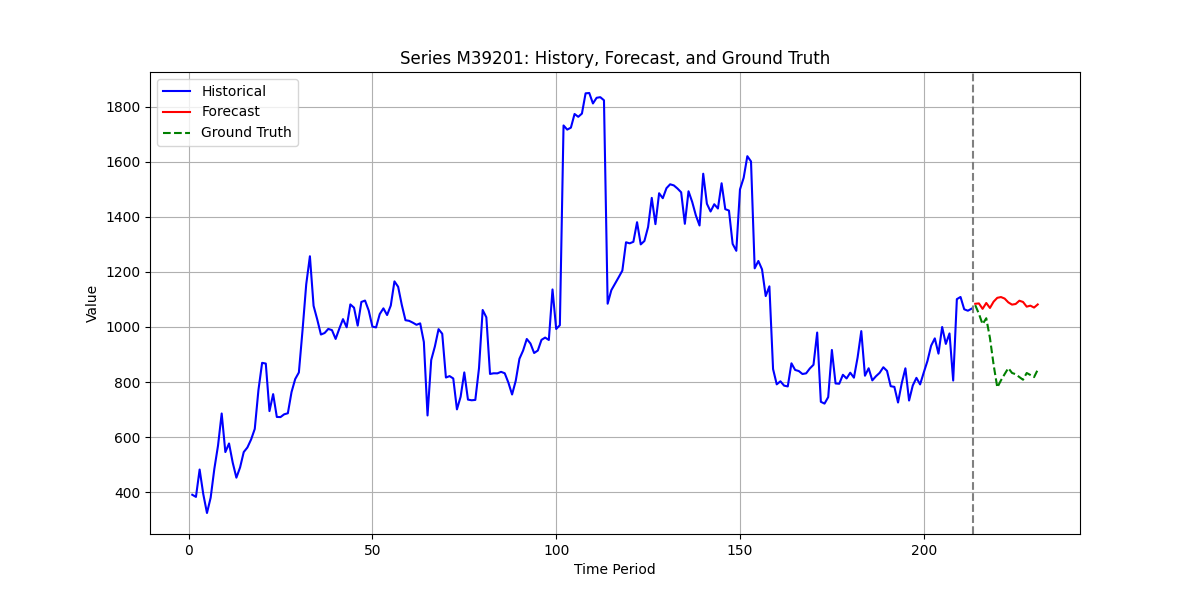 Series M39201: History, Forecast, and Ground Truth
Historical
Forecast
Ground Truth
1800
1600
1400
1200
1000
800
600
400
Value
0
50
100
150
200
Time Period